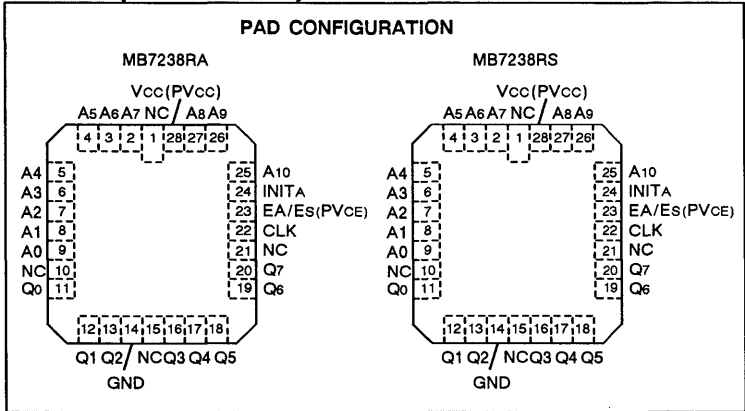 PAD CONFIGURATION
MB7238RA
Vcc(PVcc)
A5 A6 A7 NC A8 A9
4 3 2 1 28 27 26
A4 5 25 A10
A3 6 24 INITA
A2 7 23 EA/Es(PVCE)
A1 8 22 CLK
A0 9 21 NC
NC 10 20 Q7
Q0 11 19 Q6
12 13 14 15 16 17 18
Q1 Q2 NC Q3 Q4 Q5
GND
MB7238RS
Vcc(PVcc)
A5 A6 A7 NC A8 A9
4 3 2 1 28 27 26
A4 5 25 A10
A3 6 24 INITA
A2 7 23 EA/Es(PVCE)
A1 8 22 CLK
A0 9 21 NC
NC 10 20 Q7
Q0 11 19 Q6
12 13 14 15 16 17 18
Q1 Q2 NC Q3 Q4 Q5
GND